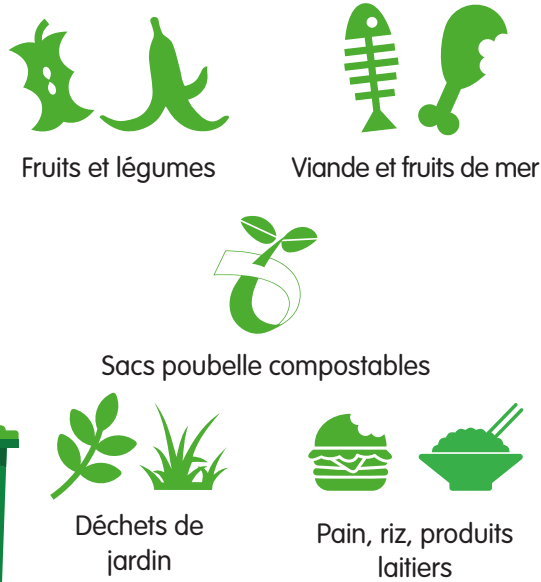 Fruits et légumes
Viande et fruits de mer
Sacs poubelle compostables
Déchets de
jardin
Pain, riz, produits
laitiers